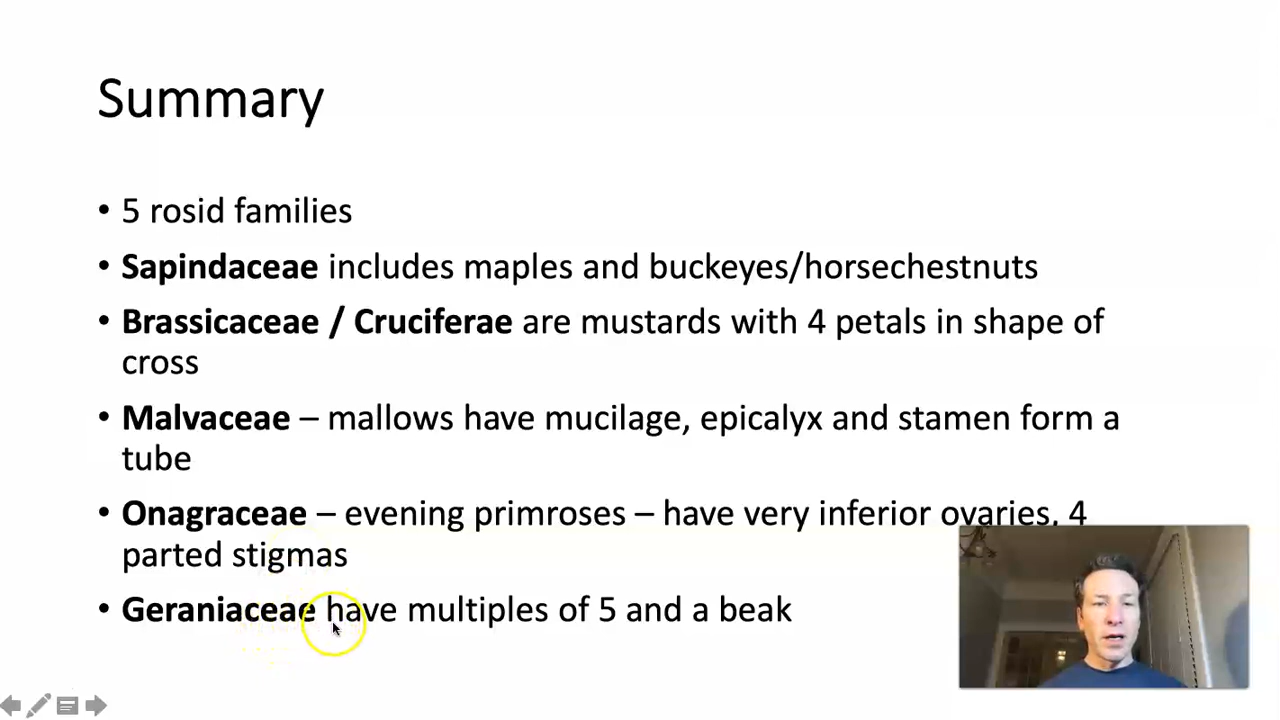 Summary
• 5 rosid families
• Sapindaceae includes maples and buckeyes/horsechestnuts
• Brassicaceae / Cruciferae are mustards with 4 petals in shape of
cross
• Malvaceae – mallows have mucilage, epicalyx and stamen form a
tube
• Onagraceae – evening primroses – have very inferior ovaries, 4
parted stigmas
• Geraniaceae have multiples of 5 and a beak